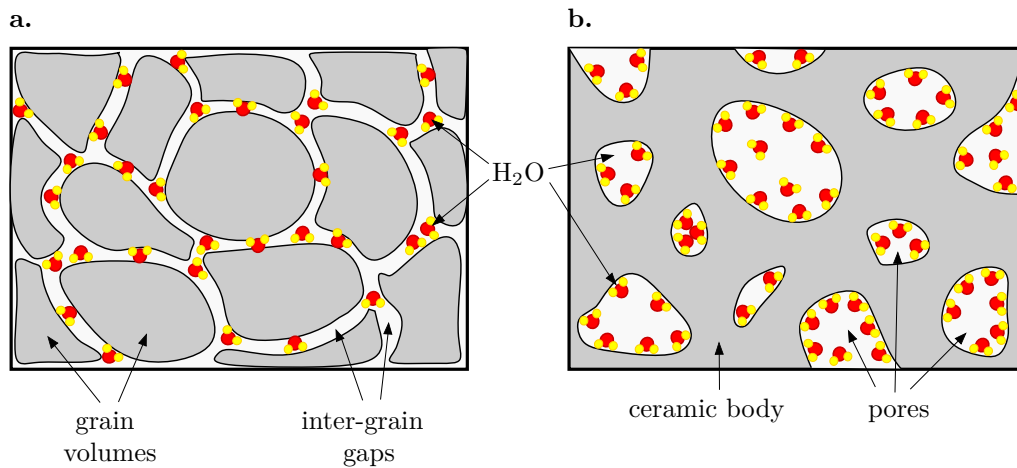 a.
b.
H₂O
grain
volumes
inter-grain
gaps
ceramic body
pores